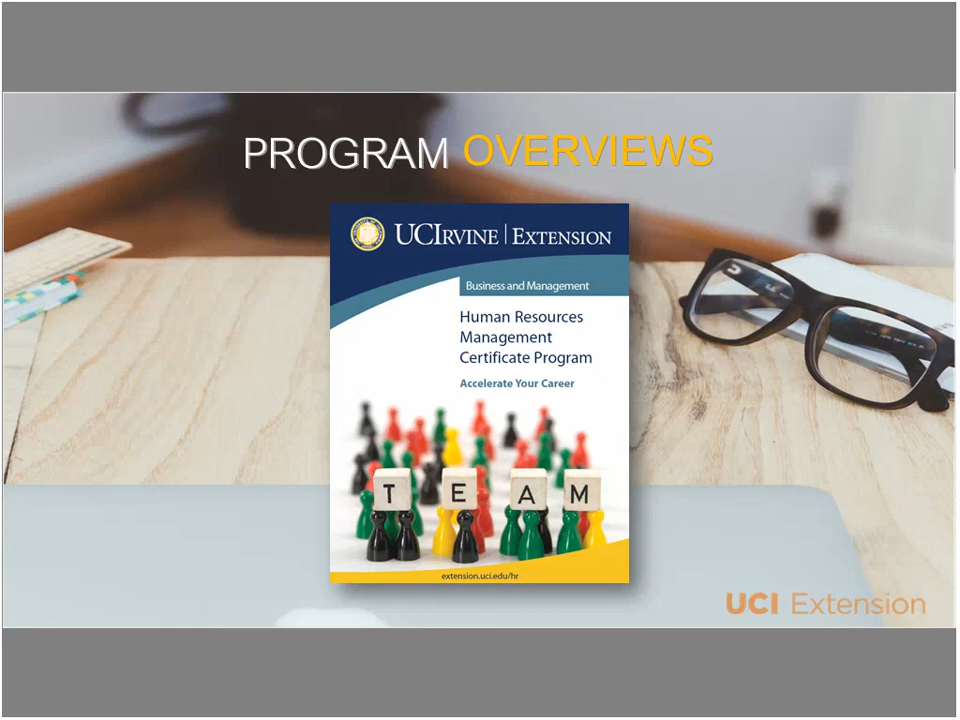 PROGRAM OVERVIEWS
UCIRVINE | EXTENSION
Business and Management
Human Resources
Management
Certificate Program
Accelerate Your Career
T E A M
extension.uci.edu/hr
UCI Extension